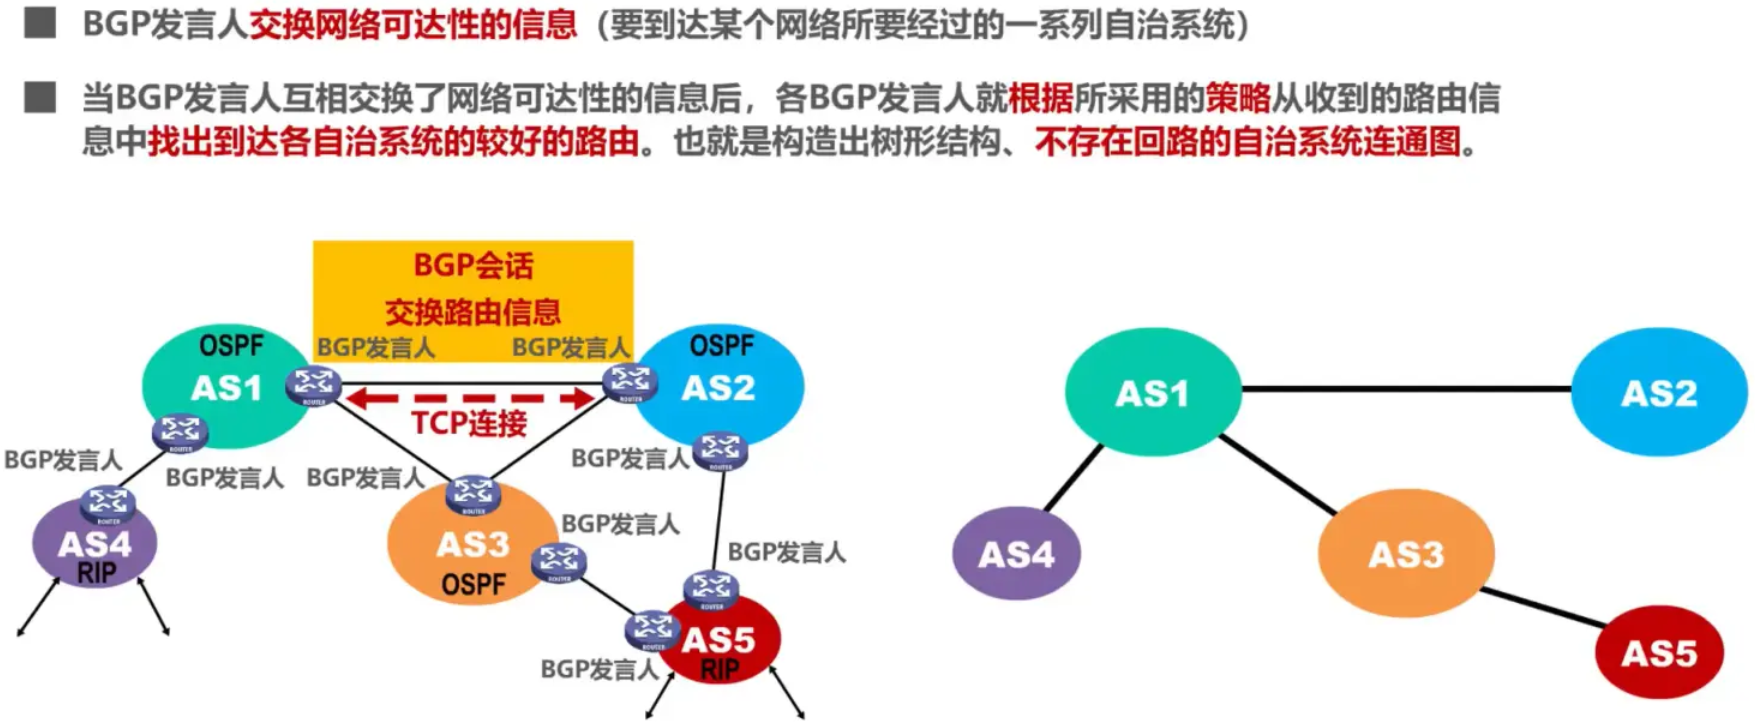 BGP发言人交换网络可达性的信息（要到达某个网络所要经过的一系列自治系统）
当BGP发言人互相交换了网络可达性的信息后，各BGP发言人就根据所采用的策略从收到的路由信
息中找出到达各自治系统的较好的路由。也就是构造出树形结构、不存在回路的自治系统连通图。
BGP会话
交换路由信息
BGP发言人
BGP发言人
OSPF
AS1
ROUTER
ROUTER
OSPF
AS2
TCP连接
ROUTER
BGP发言人
BGP发言人
BGP发言人
BGP发言人
ROUTER
ROUTER
ROUTER
AS4
RIP
AS3
OSPF
BGP发言人
ROUTER
BGP发言人
ROUTER
ROUTER
AS5
RIP
BGP发言人
AS1
AS2
AS4
AS3
AS5